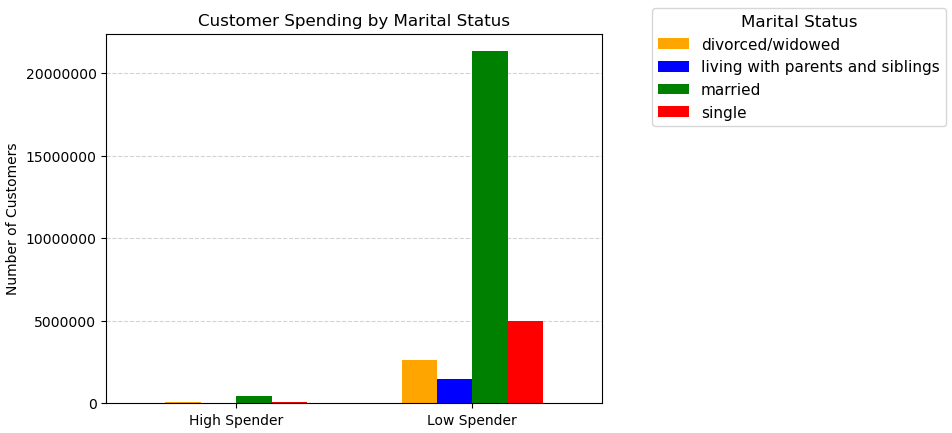 Customer Spending by Marital Status
Marital Status
divorced/widowed
living with parents and siblings
married
single
Number of Customers
20000000
15000000
10000000
5000000
0
High Spender
Low Spender